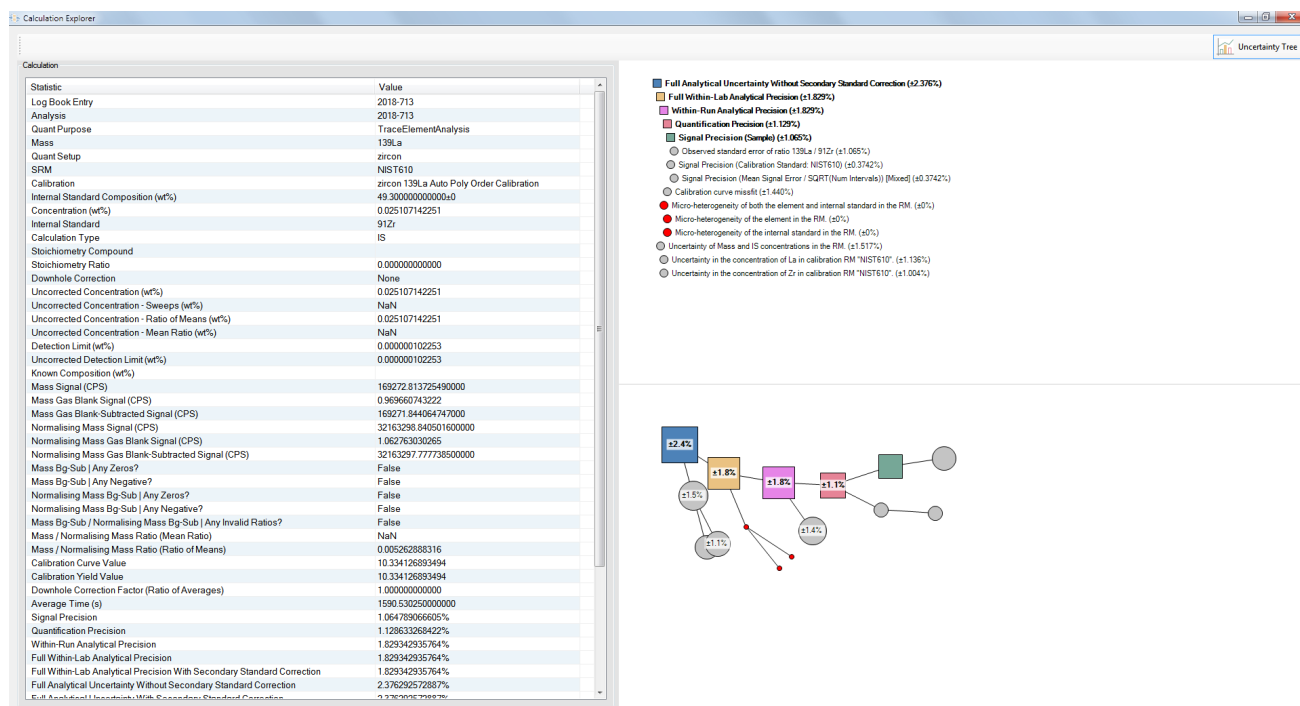 Calculation Explorer
Uncertainty Tree
Calculation
Statistic Value
Log Book Entry 2018-713
Analysis 2018-713
Quant Purpose TraceElementAnalysis
Mass 139La
Quant Setup zircon
SRM NIST610
Calibration zircon 139La Auto Poly Order Calibration
Internal Standard Composition (wt%) 49.300000000000±0
Concentration (wt%) 0.025107142251
Internal Standard 91Zr
Calculation Type IS
Stoichiometry Compound
Stoichiometry Ratio 0.000000000000
Downhole Correction None
Uncorrected Concentration (wt%) 0.025107142251
Uncorrected Concentration - Sweeps (wt%) NaN
Uncorrected Concentration - Ratio of Means (wt%) 0.025107142251
Uncorrected Concentration - Mean Ratio (wt%) NaN
Detection Limit (wt%) 0.000000102253
Uncorrected Detection Limit (wt%) 0.000000102253
Known Composition (wt%)
Mass Signal (CPS) 169272.813725490000
Mass Gas Blank Signal (CPS) 0.969660743222
Mass Gas Blank-Subtracted Signal (CPS) 169271.844064747000
Normalising Mass Signal (CPS) 32163298.840501600000
Normalising Mass Gas Blank Signal (CPS) 1.062763030265
Normalising Mass Gas Blank-Subtracted Signal (CPS) 32163297.777738500000
Mass Bg-Sub | Any Zeros? False
Mass Bg-Sub | Any Negative? False
Normalising Mass Bg-Sub | Any Zeros? False
Normalising Mass Bg-Sub | Any Negative? False
Mass Bg-Sub / Normalising Mass Bg-Sub | Any Invalid Ratios? False
Mass / Normalising Mass Ratio (Mean Ratio) NaN
Mass / Normalising Mass Ratio (Ratio of Means) 0.005262888316
Calibration Curve Value 10.334126893494
Calibration Yield Value 10.334126893494
Downhole Correction Factor (Ratio of Averages) 1.000000000000
Average Time (s) 1590.530250000000
Signal Precision 1.064789066605%
Quantification Precision 1.128633268422%
Within-Run Analytical Precision 1.829342935764%
Full Within-Lab Analytical Precision 1.829342935764%
Full Within-Lab Analytical Precision With Secondary Standard Correction 1.829342935764%
Full Analytical Uncertainty Without Secondary Standard Correction 2.376292572887%
Full Analytical Uncertainty With Secondary Standard Correction 2.376292572887%
Full Analytical Uncertainty Without Secondary Standard Correction (±2.376%)
Full Within-Lab Analytical Precision (±1.829%)
Within-Run Analytical Precision (±1.829%)
Quantification Precision (±1.129%)
Signal Precision (Sample) (±1.065%)
Observed standard error of ratio 139La / 91Zr (±1.065%)
Signal Precision (Calibration Standard: NIST610) (±0.3742%)
Signal Precision (Mean Signal Error / SQRT(Num Intervals)) [Mixed] (±0.3742%)
Calibration curve missfit (±1.440%)
Micro-heterogeneity of both the element and internal standard in the RM. (±0%)
Micro-heterogeneity of the element in the RM. (±0%)
Micro-heterogeneity of the internal standard in the RM. (±0%)
Uncertainty of Mass and IS concentrations in the RM. (±1.517%)
Uncertainty in the concentration of La in calibration RM "NIST610". (±1.136%)
Uncertainty in the concentration of Zr in calibration RM "NIST610". (±1.004%)
±2.4%
±1.8%
±1.8%
±1.1%
±1.5%
±1.4%
±1.1%